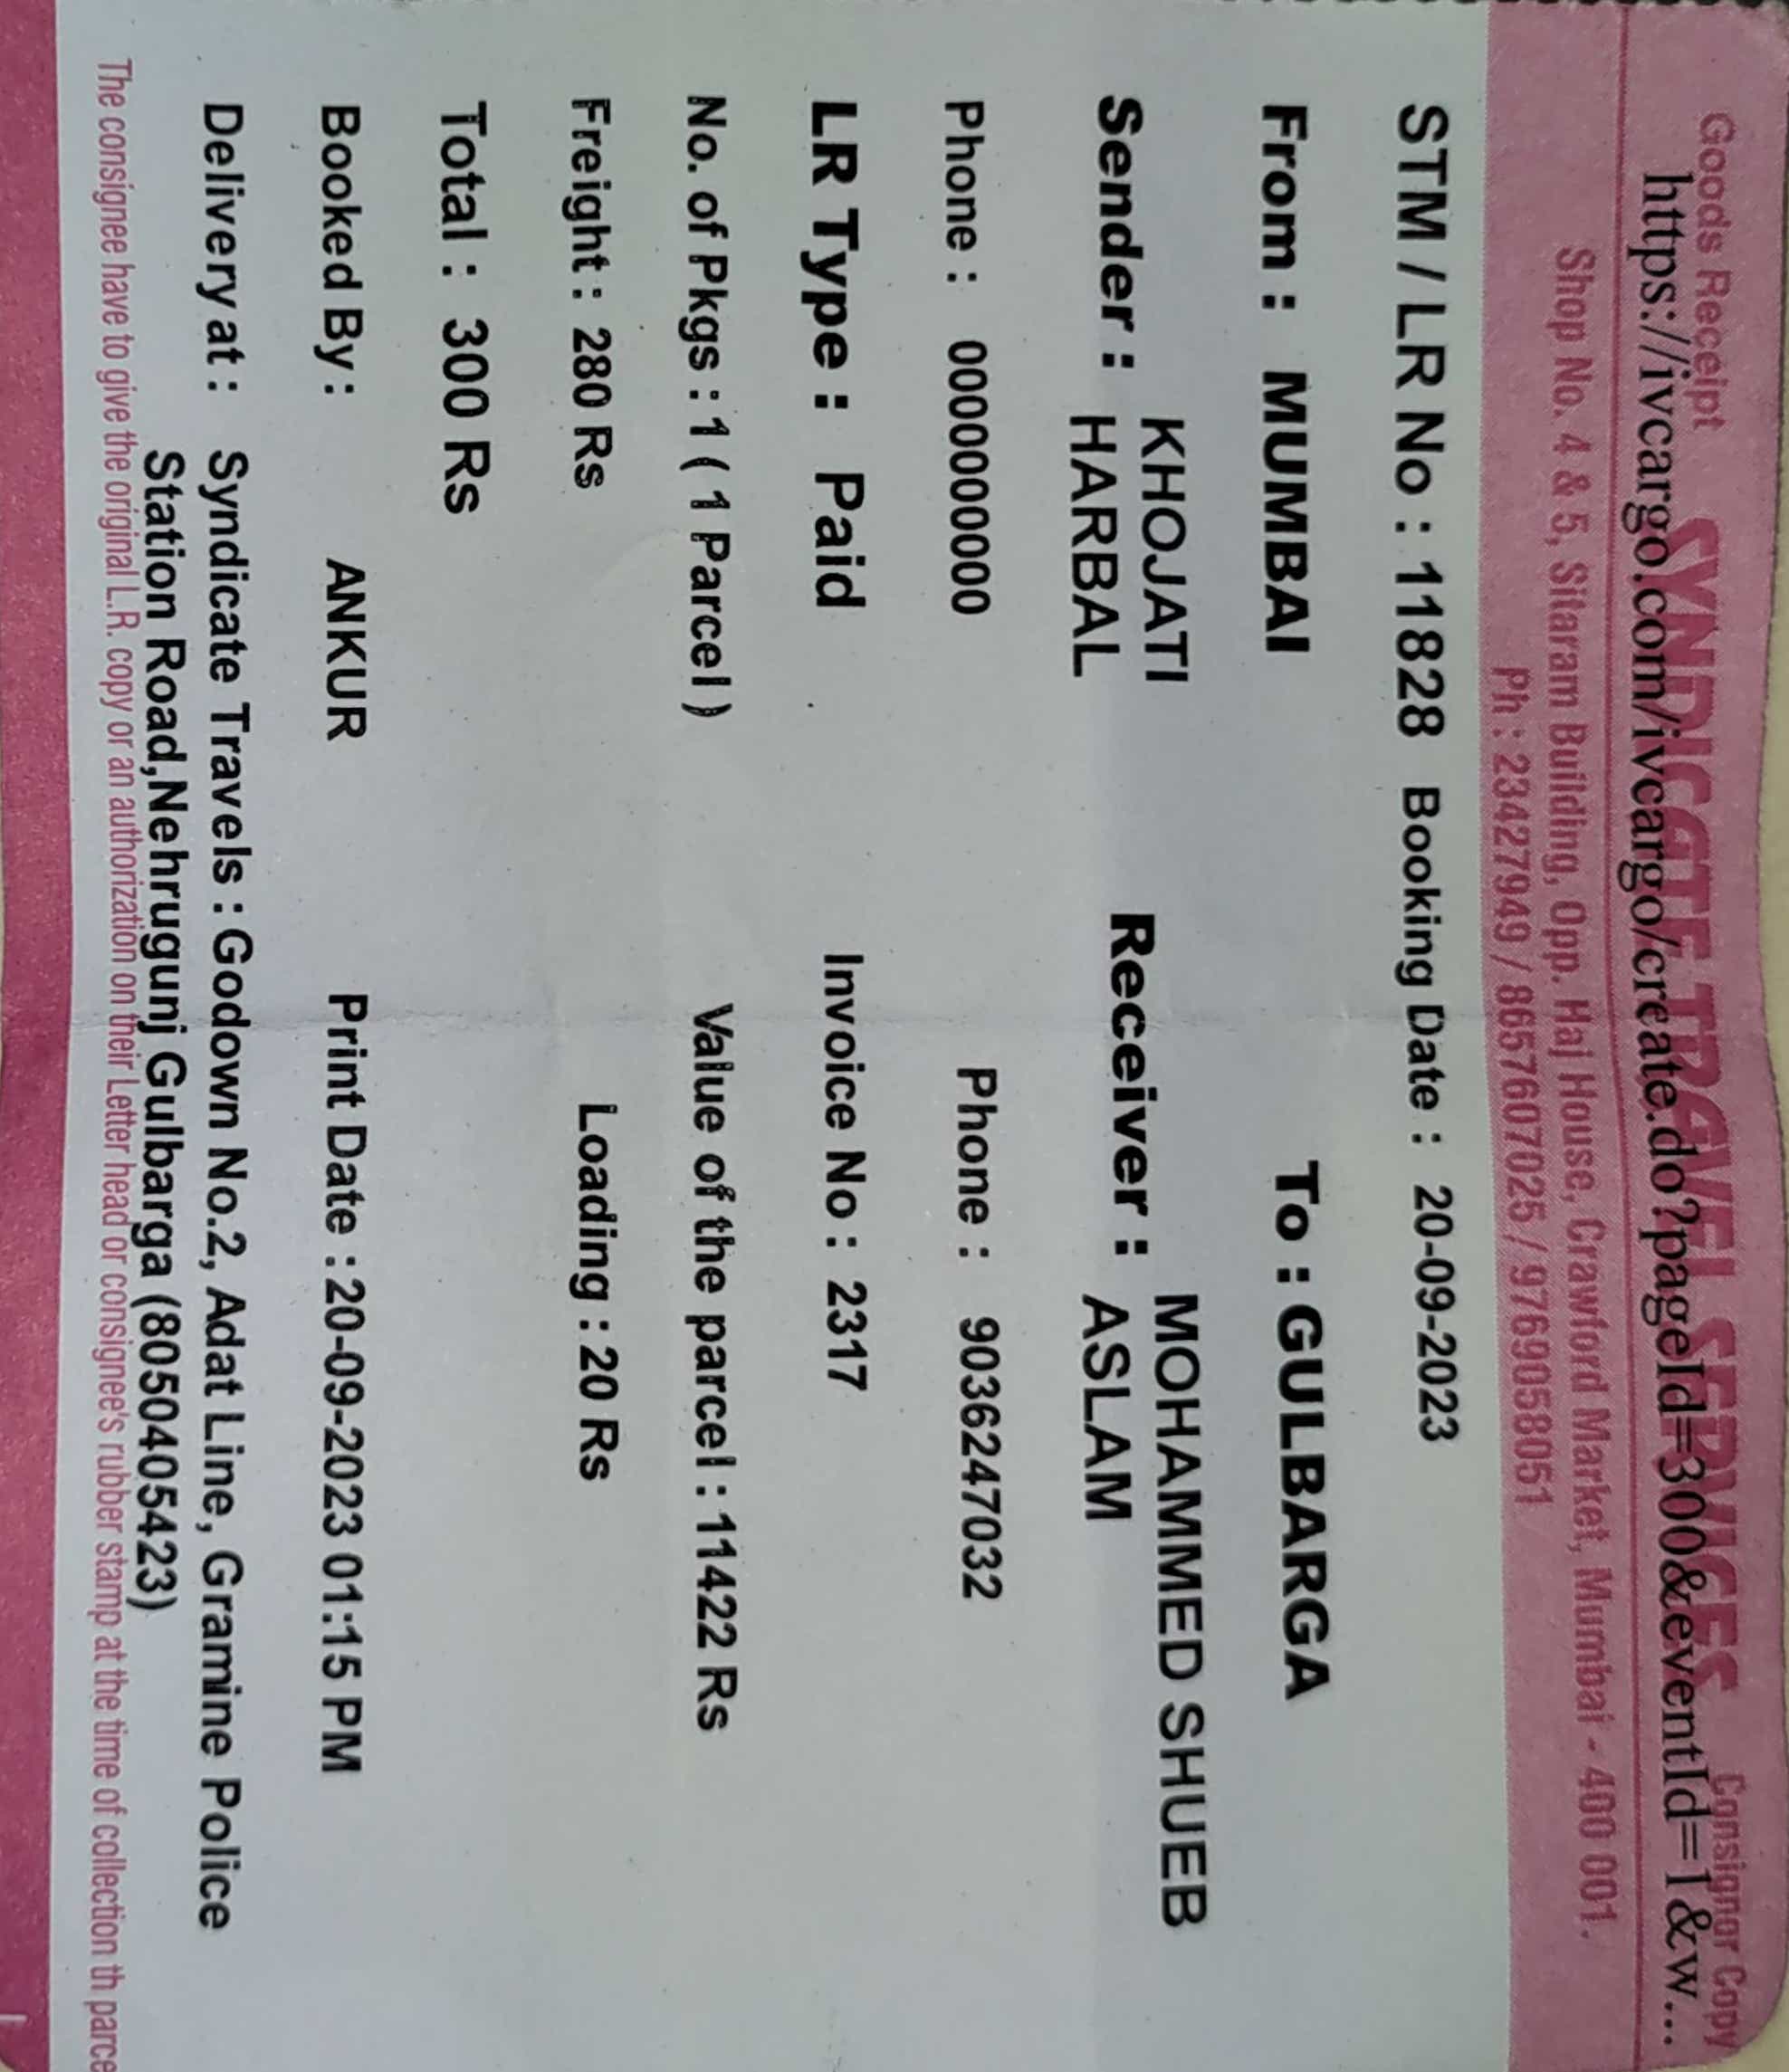 Goods Receipt
SYNDICATE TRAVEL SERVICES
Consignor Copy
https://ivcargo.com/ivcargo/create.do?pageId=300&eventId=1&w...
Shop No. 4 & 5, Sitaram Building, Opp. Haj House, Crawford Market, Mumbai - 400 001.
Ph : 23427949 / 8657607025 / 9769058051
STM / LR No : 11828 Booking Date : 20-09-2023
From : MUMBAI To : GULBARGA
Sender : KHOJATI HARBAL Receiver : MOHAMMED SHUEB ASLAM
Phone : 0000000000 Phone : 9036247032
LR Type : Paid Invoice No : 2317
No. of Pkgs : 1 ( 1 Parcel ) Value of the parcel : 11422 Rs
Freight : 280 Rs Loading : 20 Rs
Total : 300 Rs
Booked By : ANKUR Print Date : 20-09-2023 01:15 PM
Delivery at : Syndicate Travels : Godown No.2, Adat Line, Gramine Police
Station Road,Nehrugunj Gulbarga (8050405423)
The consignee have to give the original L.R. copy or an authorization on their Letter head or consignee's rubber stamp at the time of collection th parce